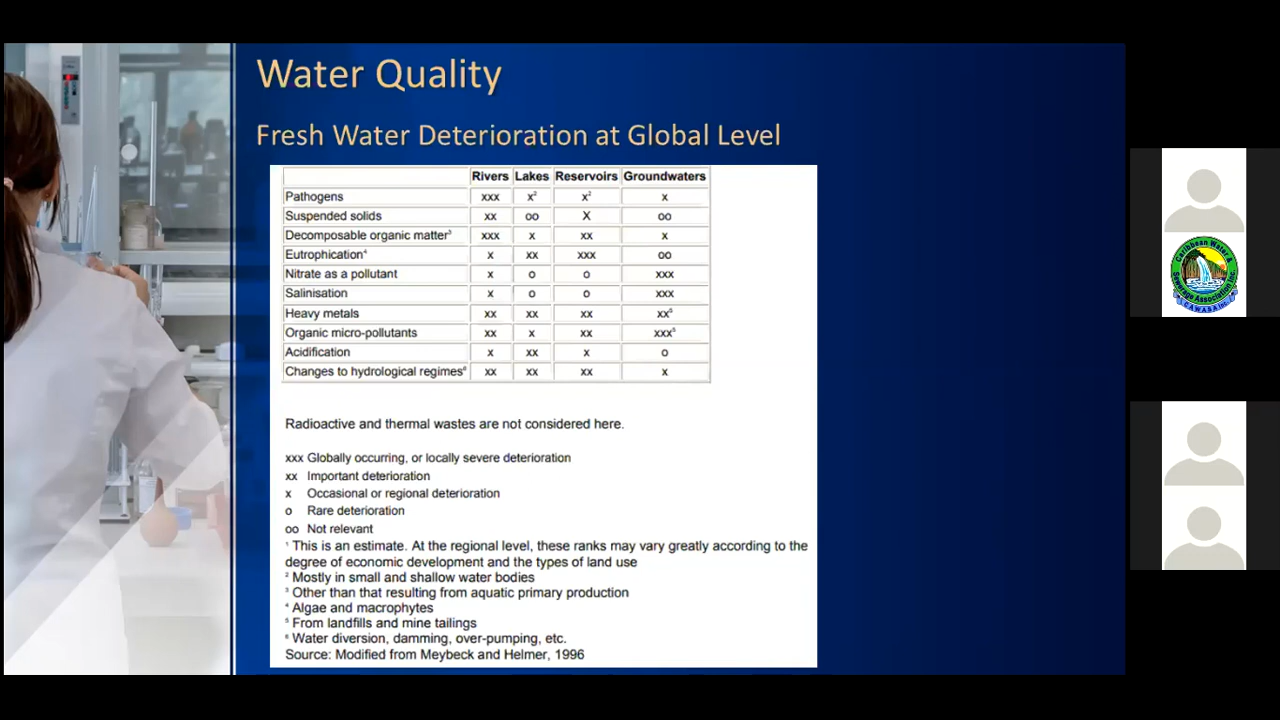 Water Quality
Fresh Water Deterioration at Global Level
Rivers Lakes Reservoirs Groundwaters
Pathogens xxx x² x² x
Suspended solids xx oo X oo
Decomposable organic matter³ xxx x xx x
Eutrophication⁴ x xx xxx oo
Nitrate as a pollutant x o o xxx
Salinisation x o o xxx
Heavy metals xx xx xx xx⁵
Organic micro-pollutants xx x xx xxx⁵
Acidification x xx x o
Changes to hydrological regimes⁶ xx xx xx x
Radioactive and thermal wastes are not considered here.
xxx Globally occurring, or locally severe deterioration
xx Important deterioration
x Occasional or regional deterioration
o Rare deterioration
oo Not relevant
¹ This is an estimate. At the regional level, these ranks may vary greatly according to the
degree of economic development and the types of land use
² Mostly in small and shallow water bodies
³ Other than that resulting from aquatic primary production
⁴ Algae and macrophytes
⁵ From landfills and mine tailings
⁶ Water diversion, damming, over-pumping, etc.
Source: Modified from Meybeck and Helmer, 1996
Caribbean Water &
Sewerage Association Inc.
CAWASA Inc.